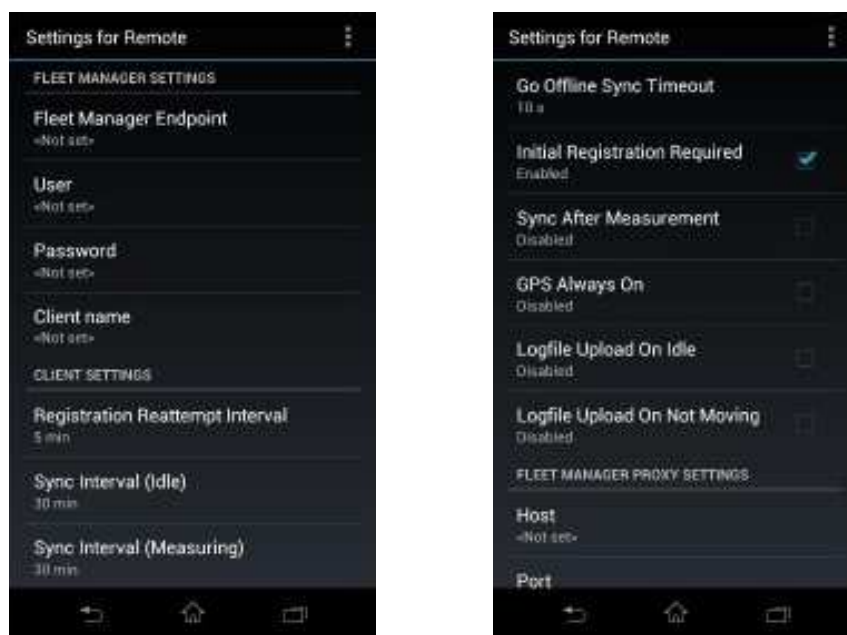 Settings for Remote
FLEET MANAGER SETTINGS
Fleet Manager Endpoint
<Not set>
User
<Not set>
Password
<Not set>
Client name
<Not set>
CLIENT SETTINGS
Registration Reattempt Interval
5 min
Sync Interval (Idle)
30 min
Sync Interval (Measuring)
30 min
Settings for Remote
Go Offline Sync Timeout
10 s
Initial Registration Required
Enabled
Sync After Measurement
Disabled
GPS Always On
Disabled
Logfile Upload On Idle
Disabled
Logfile Upload On Not Moving
Disabled
FLEET MANAGER PROXY SETTINGS
Host
<Not set>
Port